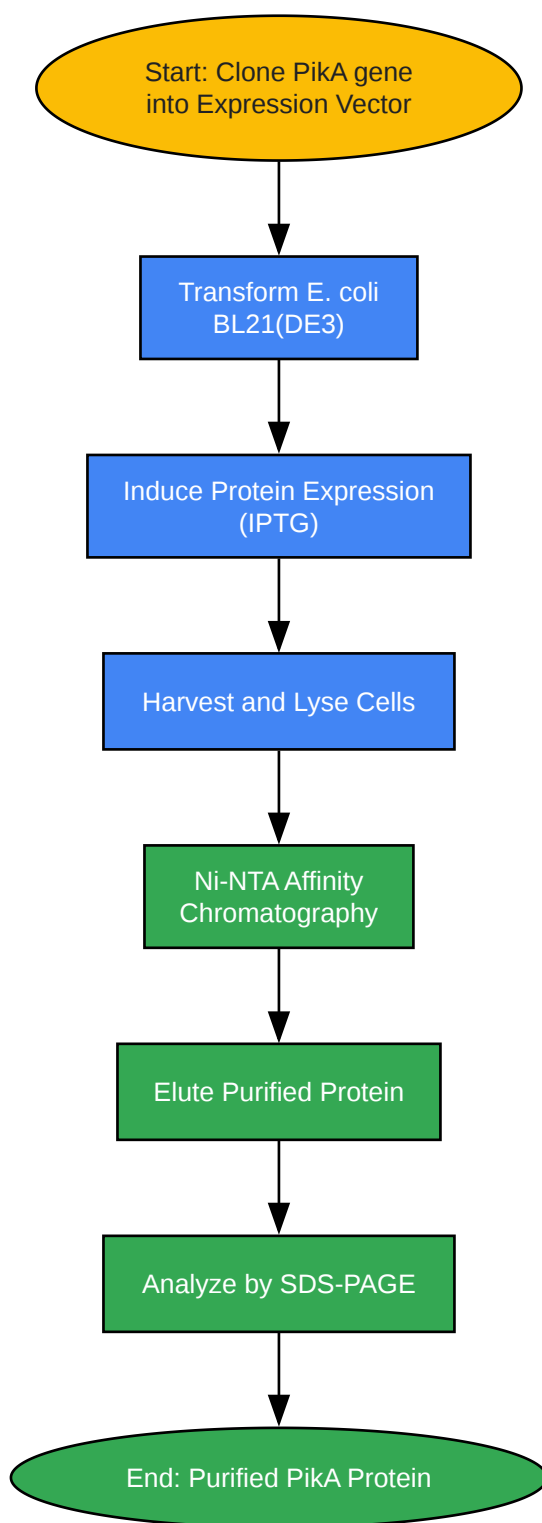 Start: Clone PikA gene
into Expression Vector
Transform E. coli
BL21(DE3)
Induce Protein Expression
(IPTG)
Harvest and Lyse Cells
Ni-NTA Affinity
Chromatography
Elute Purified Protein
Analyze by SDS-PAGE
End: Purified PikA Protein